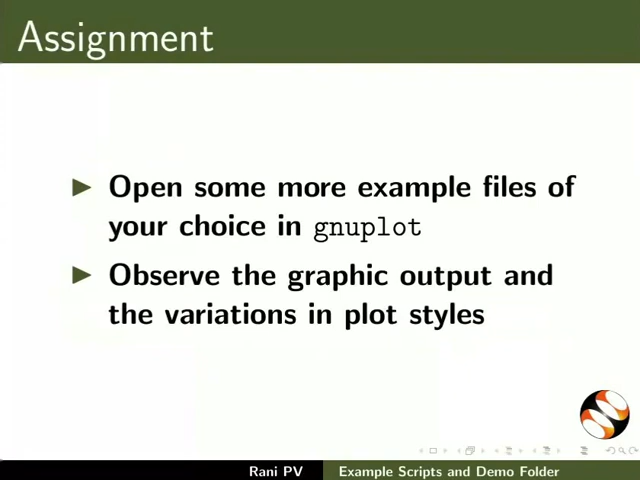 Assignment
Open some more example files of
your choice in gnuplot
Observe the graphic output and
the variations in plot styles
Rani PV
Example Scripts and Demo Folder